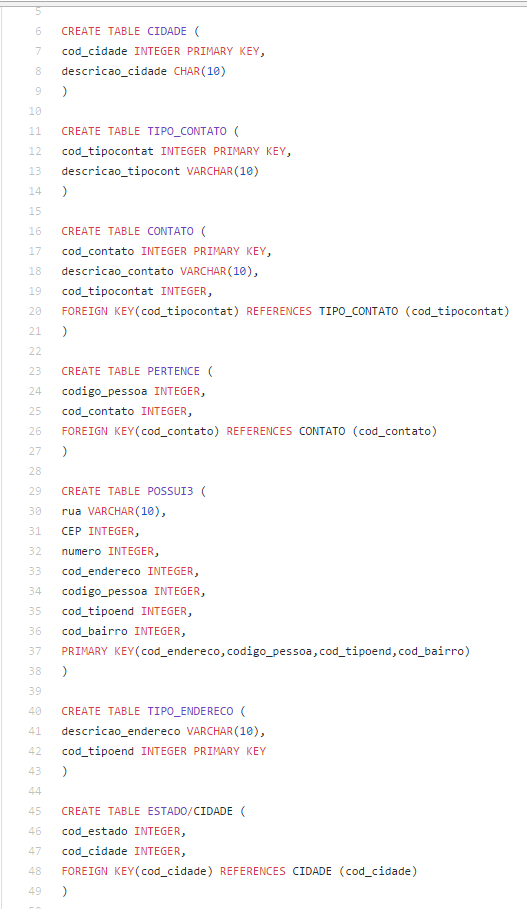 5
6 CREATE TABLE CIDADE (
7 cod_cidade INTEGER PRIMARY KEY,
8 descricao_cidade CHAR(10)
9 )
10
11 CREATE TABLE TIPO_CONTATO (
12 cod_tipocontat INTEGER PRIMARY KEY,
13 descricao_tipocont VARCHAR(10)
14 )
15
16 CREATE TABLE CONTATO (
17 cod_contato INTEGER PRIMARY KEY,
18 descricao_contato VARCHAR(10),
19 cod_tipocontat INTEGER,
20 FOREIGN KEY(cod_tipocontat) REFERENCES TIPO_CONTATO (cod_tipocontat)
21 )
22
23 CREATE TABLE PERTENCE (
24 codigo_pessoa INTEGER,
25 cod_contato INTEGER,
26 FOREIGN KEY(cod_contato) REFERENCES CONTATO (cod_contato)
27 )
28
29 CREATE TABLE POSSUI3 (
30 rua VARCHAR(10),
31 CEP INTEGER,
32 numero INTEGER,
33 cod_endereco INTEGER,
34 codigo_pessoa INTEGER,
35 cod_tipoend INTEGER,
36 cod_bairro INTEGER,
37 PRIMARY KEY(cod_endereco,codigo_pessoa,cod_tipoend,cod_bairro)
38 )
39
40 CREATE TABLE TIPO_ENDERECO (
41 descricao_endereco VARCHAR(10),
42 cod_tipoend INTEGER PRIMARY KEY
43 )
44
45 CREATE TABLE ESTADO/CIDADE (
46 cod_estado INTEGER,
47 cod_cidade INTEGER,
48 FOREIGN KEY(cod_cidade) REFERENCES CIDADE (cod_cidade)
49 )